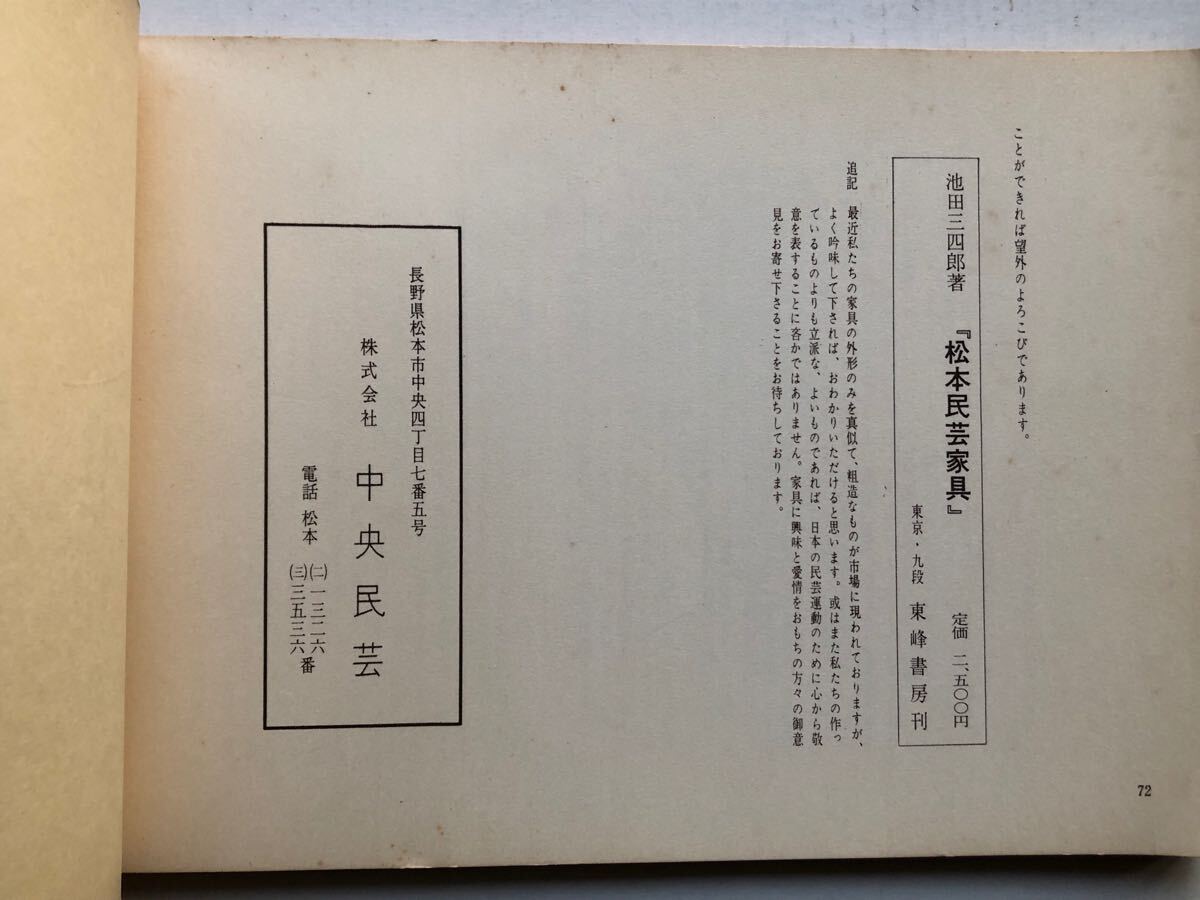 ことができれば望外のよろこびであります。
池田三四郎著 『松本民芸家具』 定価 二、五〇〇円
東京・九段 東峰書房刊
追記 最近私たちの家具の外形のみを真似て、粗造なものが市場に現われておりますが、
よく吟味して下されば、おわかりいただけると思います。或はまた私たちの作っ
ているものよりも立派な、よいものであれば、日本の民芸運動のために心から敬
意を表することに吝かではありません。家具に興味と愛情をおもちの方々の御意
見をお寄せ下さることをお待ちしております。
長野県松本市中央四丁目七番五号
株式会社 中央民芸
電話 松本 ㈡一三二六
㈢三五三六番
72